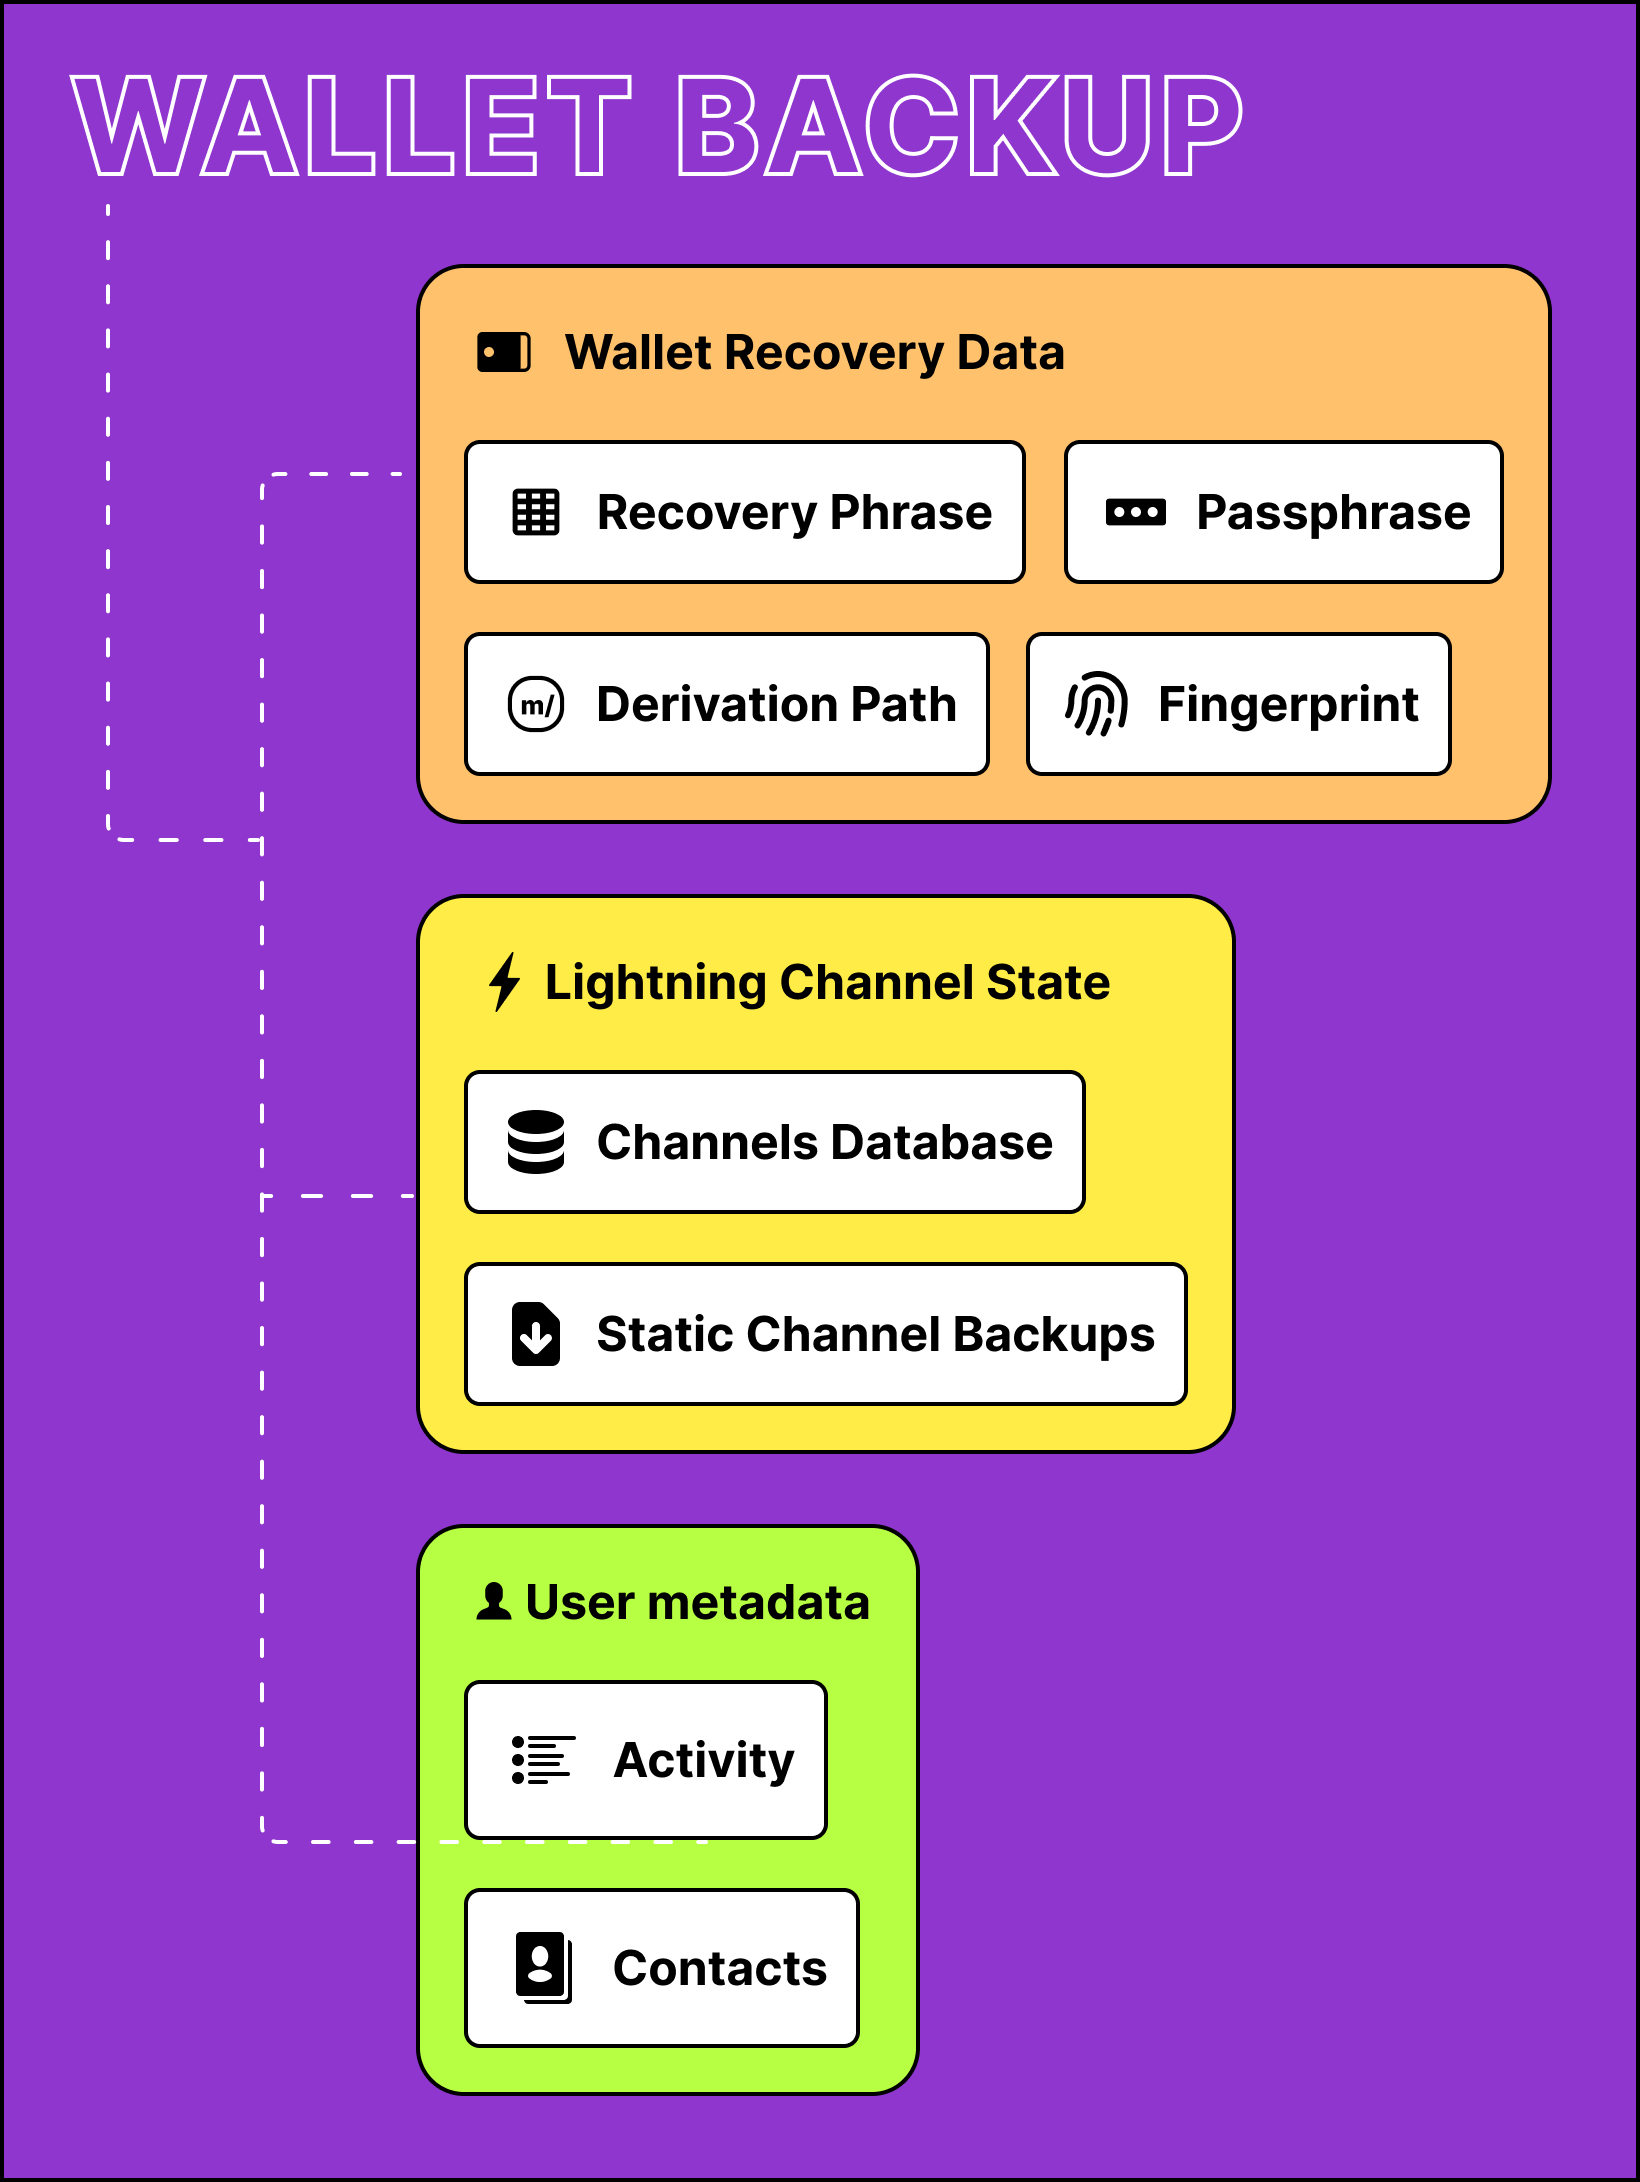 WALLET BACKUP
Wallet Recovery Data
Recovery Phrase
Passphrase
m/
Derivation Path
Fingerprint
Lightning Channel State
Channels Database
Static Channel Backups
User metadata
Activity
Contacts